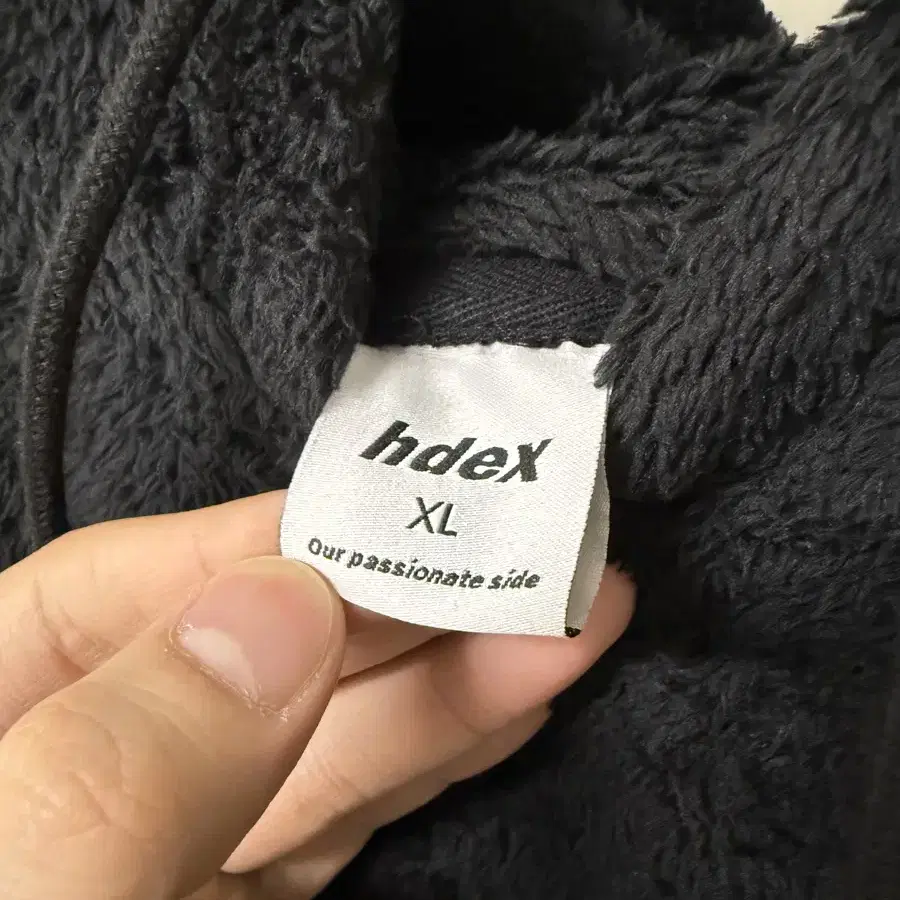 hdex
XL
Our passionate side